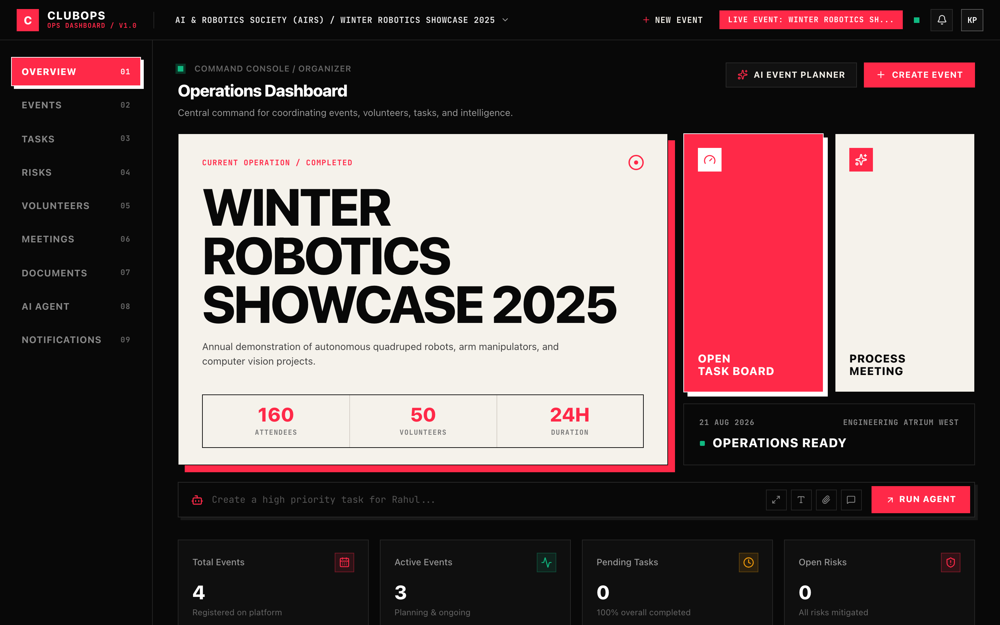 C
CLUBOPS
OPS DASHBOARD / V1.0
AI & ROBOTICS SOCIETY (AIRS) / WINTER ROBOTICS SHOWCASE 2025
NEW EVENT
LIVE EVENT: WINTER ROBOTICS SH...
KP
OVERVIEW 01
EVENTS 02
TASKS 03
RISKS 04
VOLUNTEERS 05
MEETINGS 06
DOCUMENTS 07
AI AGENT 08
NOTIFICATIONS 09
COMMAND CONSOLE / ORGANIZER
Operations Dashboard
Central command for coordinating events, volunteers, tasks, and intelligence.
AI EVENT PLANNER
CREATE EVENT
CURRENT OPERATION / COMPLETED
WINTER
ROBOTICS
SHOWCASE 2025
Annual demonstration of autonomous quadruped robots, arm manipulators, and
computer vision projects.
160
ATTENDEES
50
VOLUNTEERS
24H
DURATION
OPEN
TASK BOARD
PROCESS
MEETING
21 AUG 2026
ENGINEERING ATRIUM WEST
OPERATIONS READY
Create a high priority task for Rahul...
RUN AGENT
Total Events
4
Registered on platform
Active Events
3
Planning & ongoing
Pending Tasks
0
100% overall completed
Open Risks
0
All risks mitigated